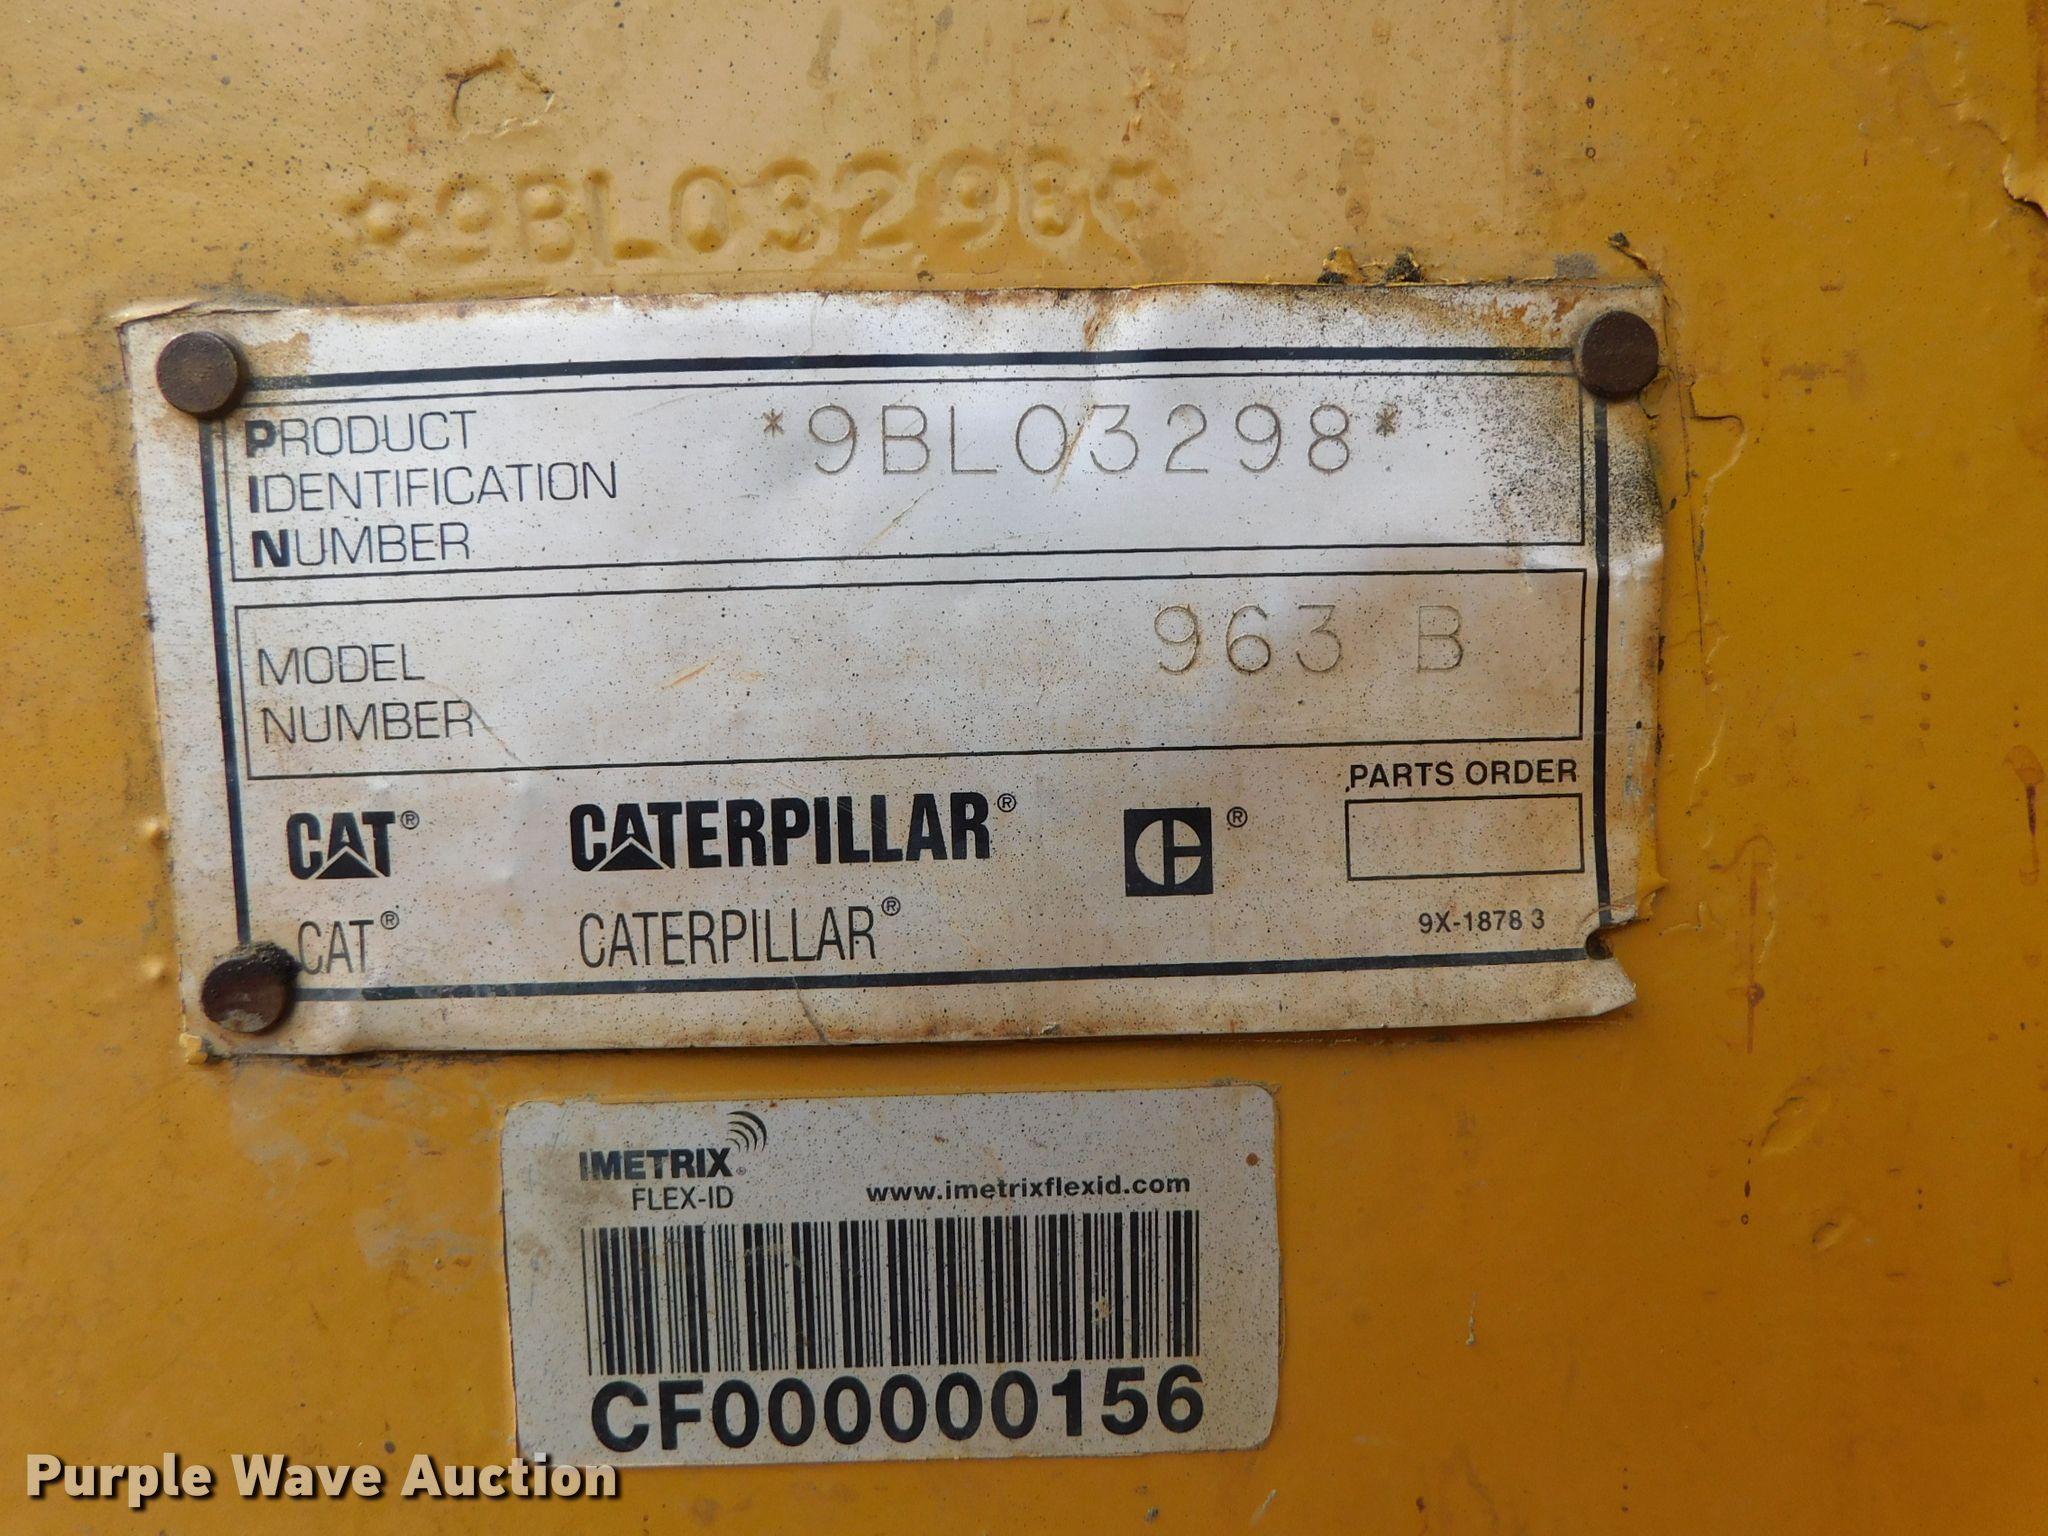 *9BL03298*
PRODUCT IDENTIFICATION NUMBER
*9BL03298*
MODEL NUMBER
963 B
CAT® CATERPILLAR® ®
PARTS ORDER
CAT® CATERPILLAR®
9X-1878 3
IMETRIX®
FLEX-ID
www.imetrixflexid.com
CF000000156
Purple Wave Auction